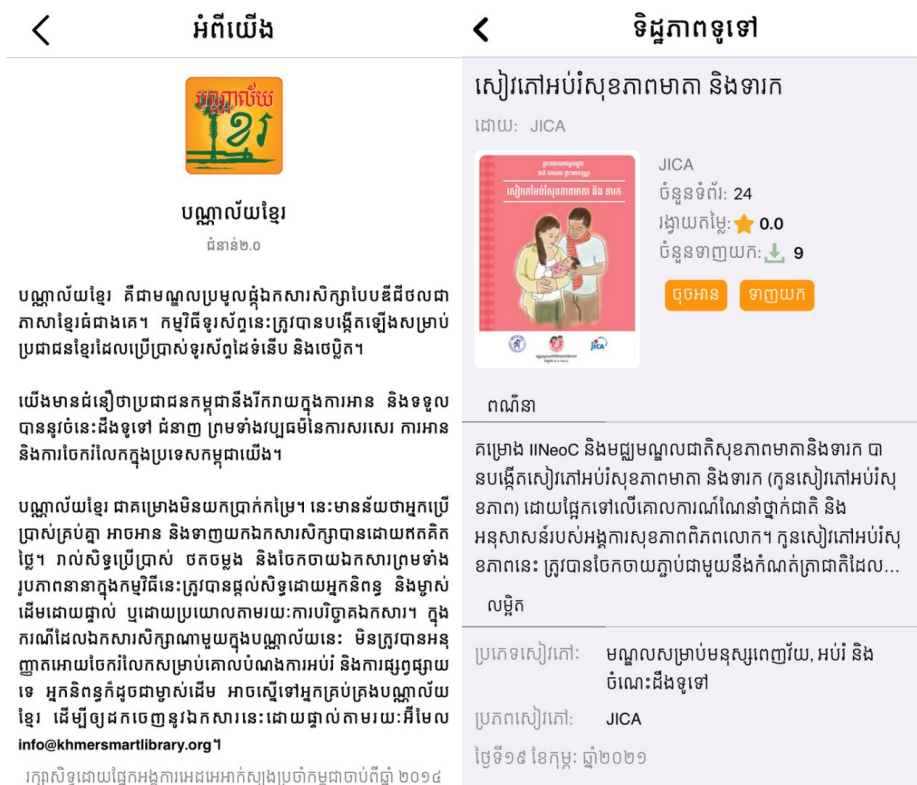 អំពីយើង
បណ្ណាល័យ
ខ្មែរ
បណ្ណាល័យខ្មែរ
ជំនាន់២.០
បណ្ណាល័យខ្មែរ គឺជាមណ្ឌលប្រមូលផ្ដុំឯកសារសិក្សាបែបឌីជីថលជា
ភាសាខ្មែរធំជាងគេ។ កម្មវិធីទូរស័ព្ទនេះត្រូវបានបង្កើតឡើងសម្រាប់
ប្រជាជនខ្មែរដែលប្រើប្រាស់ទូរស័ព្ទដៃទំនើប និងថេប្លិត។
យើងមានជំនឿថាប្រជាជនកម្ពុជានឹងរីករាយក្នុងការអាន និងទទួល
បាននូវចំនេះដឹងទូទៅ ជំនាញ ព្រមទាំងវប្បធម៌នៃការសរសេរ ការអាន
និងការចែករំលែកក្នុងប្រទេសកម្ពុជាយើង។
បណ្ណាល័យខ្មែរ ជាគម្រោងមិនយកប្រាក់កម្រៃ។ នេះមានន័យថាអ្នកប្រើ
ប្រាស់គ្រប់គ្នា អាចអាន និងទាញយកឯកសារសិក្សាបានដោយឥតគិត
ថ្លៃ។ រាល់សិទ្ធប្រើប្រាស់ ថតចម្លង និងចែកចាយឯកសារព្រមទាំង
រូបភាពនានាក្នុងកម្មវិធីនេះត្រូវបានផ្ដល់សិទ្ធដោយអ្នកនិពន្ធ និងម្ចាស់
ដើមដោយផ្ទាល់ ឬដោយប្រយោលតាមរយៈការបរិច្ចាគឯកសារ។ ក្នុង
ករណីដែលឯកសារសិក្សាណាមួយក្នុងបណ្ណាល័យនេះ មិនត្រូវបានអនុ
ញ្ញាតអោយចែករំលែកសម្រាប់គោលបំណងការអប់រំ និងការផ្សព្វផ្សាយ
ទេ អ្នកនិពន្ធក៏ដូចជាម្ចាស់ដើម អាចស្នើទៅអ្នកគ្រប់គ្រងបណ្ណាល័យ
ខ្មែរ ដើម្បីឲ្យដកចេញនូវឯកសារនេះដោយផ្ទាល់តាមរយៈអ៊ីមែល
info@khmersmartlibrary.org។
រក្សាសិទ្ធដោយផ្នែកអង្គការអេដអេអាក់ស្យុងប្រចាំកម្ពុជាចាប់ពីឆ្នាំ ២០១៤
ទិដ្ឋភាពទូទៅ
សៀវភៅអប់រំសុខភាពមាតា និងទារក
ដោយ: JICA
ព្រះរាជាណាចក្រកម្ពុជា
ជាតិ សាសនា ព្រះមហាក្សត្រ
សៀវភៅអប់រំសុខភាពមាតា និង ទារក
JICA
JICA
ចំនួនទំព័រ: 24
រង្វាយតម្លៃ: 0.0
ចំនួនទាញយក: 9
ចុចអាន ទាញយក
ពណ៌នា
គម្រោង IINeoC និងមជ្ឈមណ្ឌលជាតិសុខភាពមាតានិងទារក បា
នបង្កើតសៀវភៅអប់រំសុខភាពមាតា និងទារក (កូនសៀវភៅអប់រំសុ
ខភាព) ដោយផ្អែកទៅលើគោលការណ៍ណែនាំថ្នាក់ជាតិ និង
អនុសាសន៍របស់អង្គការសុខភាពពិភពលោក។ កូនសៀវភៅអប់រំសុ
ខភាពនេះ ត្រូវបានចែកចាយភ្ជាប់ជាមួយនឹងកំណត់ត្រាជាតិដែល...
លម្អិត
ប្រភេទសៀវភៅ: មណ្ឌលសម្រាប់មនុស្សពេញវ័យ, អប់រំ និង
ចំណេះដឹងទូទៅ
ប្រភពសៀវភៅ: JICA
ថ្ងៃទី១៩ ខែកុម្ភៈ ឆ្នាំ២០២១